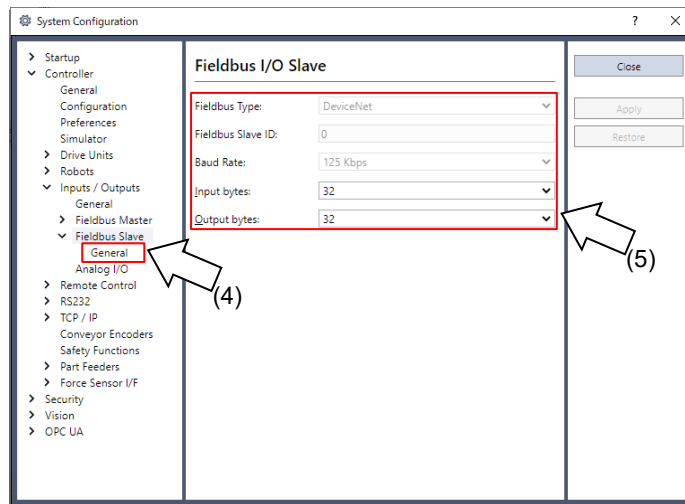 System Configuration
?
Startup
Controller
General
Configuration
Preferences
Simulator
Drive Units
Robots
Inputs / Outputs
General
Fieldbus Master
Fieldbus Slave
General
Analog I/O
Remote Control
RS232
TCP / IP
Conveyor Encoders
Safety Functions
Part Feeders
Force Sensor I/F
Security
Vision
OPC UA
(4)
Fieldbus I/O Slave
Fieldbus Type: DeviceNet
Fieldbus Slave ID: 0
Baud Rate: 125 Kbps
Input bytes: 32
Output bytes: 32
(5)
Close
Apply
Restore